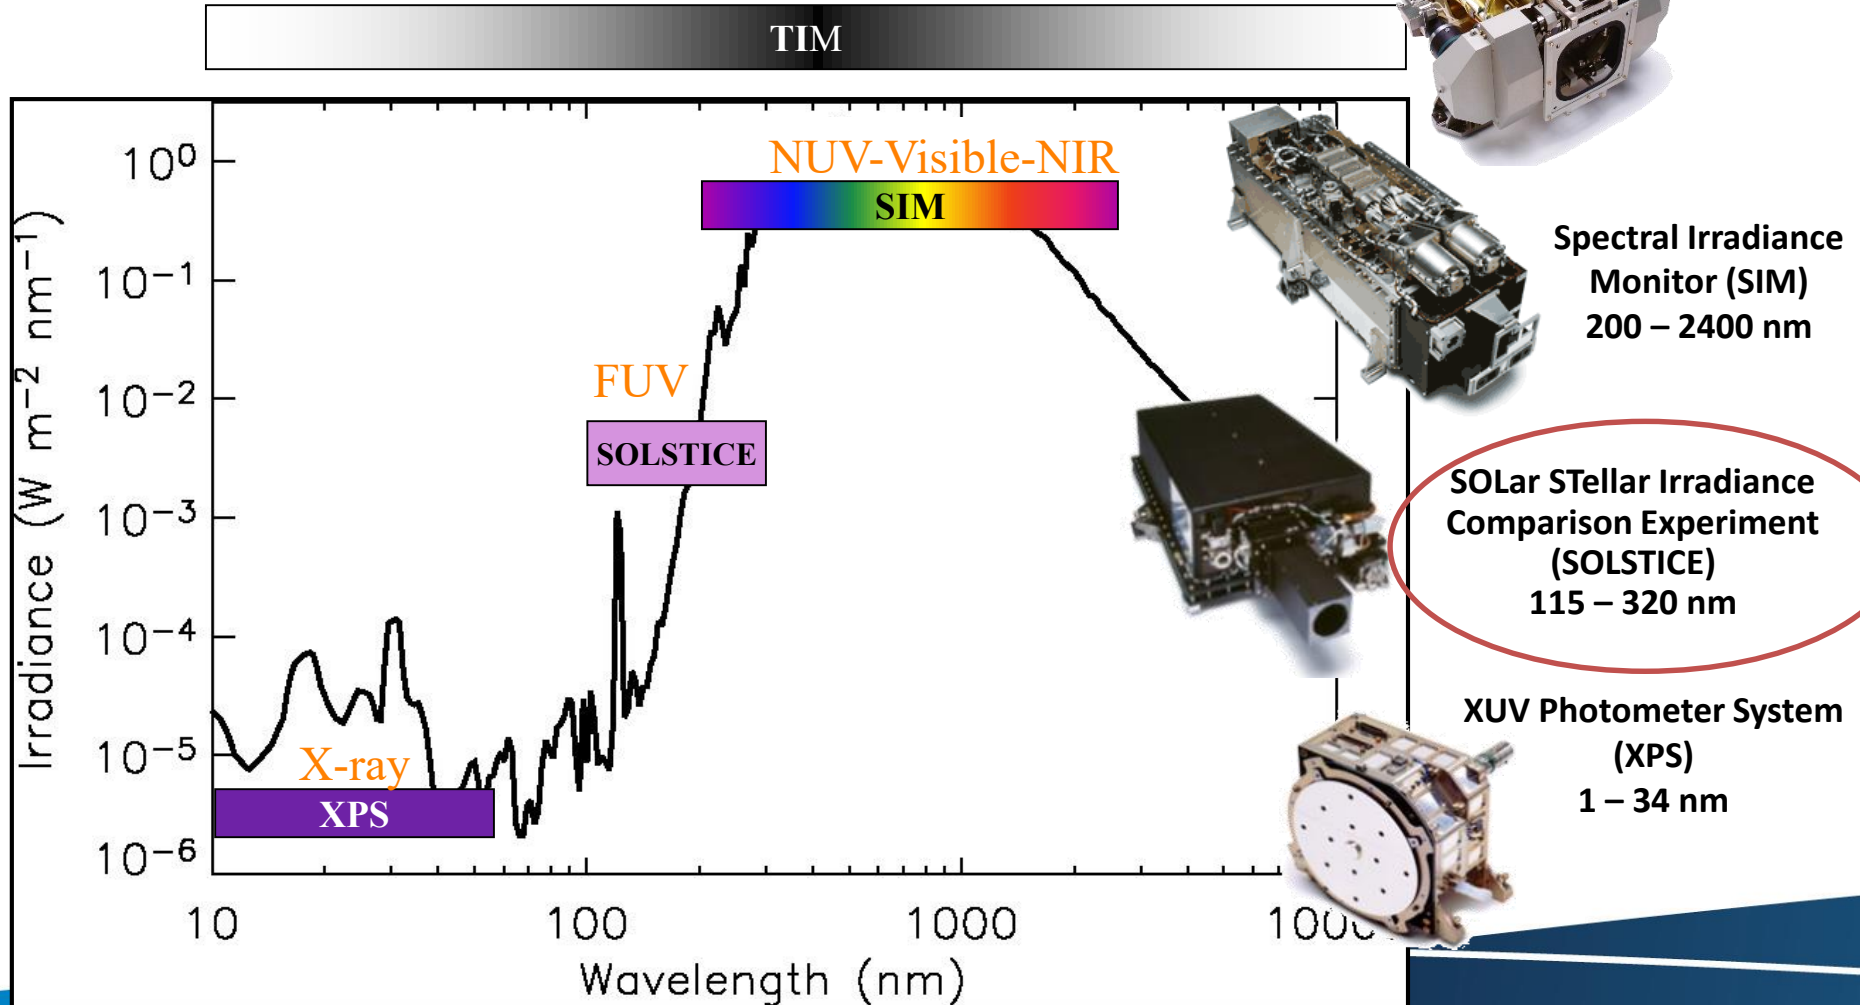 TIM
NUV-Visible-NIR
SIM
FUV
SOLSTICE
X-ray
XPS
Irradiance (W m⁻² nm⁻¹)
10⁰
10⁻¹
10⁻²
10⁻³
10⁻⁴
10⁻⁵
10⁻⁶
10
100
1000
Wavelength (nm)
Spectral Irradiance
Monitor (SIM)
200 – 2400 nm
SOLar STellar Irradiance
Comparison Experiment
(SOLSTICE)
115 – 320 nm
XUV Photometer System
(XPS)
1 – 34 nm